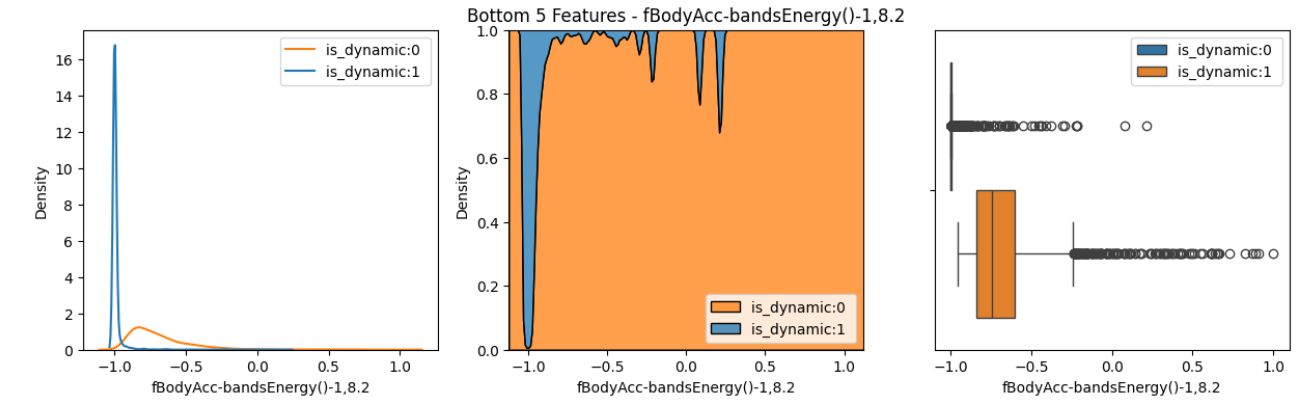 Bottom 5 Features - fBodyAcc-bandsEnergy()-1,8.2
16
14
12
10
8
6
4
2
0
Density
−1.0 −0.5 0.0 0.5 1.0
fBodyAcc-bandsEnergy()-1,8.2
is_dynamic:0
is_dynamic:1
1.0
0.8
0.6
0.4
0.2
0.0
Density
−1.0 −0.5 0.0 0.5 1.0
fBodyAcc-bandsEnergy()-1,8.2
is_dynamic:0
is_dynamic:1
is_dynamic:0
is_dynamic:1
−1.0 −0.5 0.0 0.5 1.0
fBodyAcc-bandsEnergy()-1,8.2